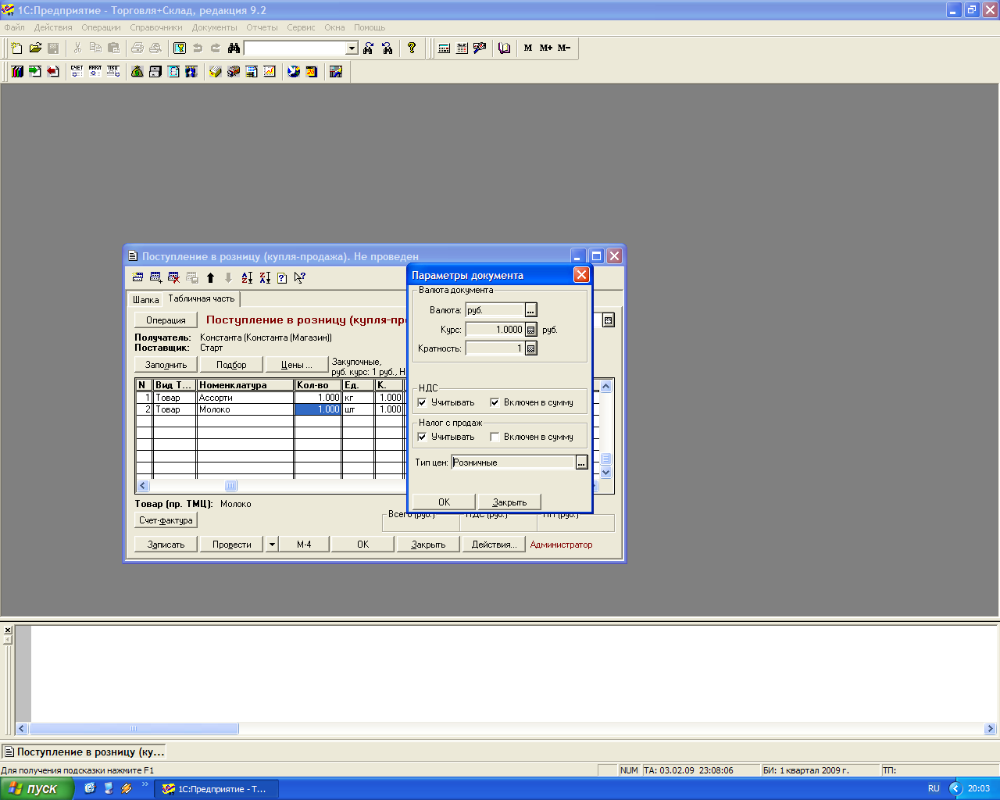 1С:Предприятие - Торговля+Склад, редакция 9.2
Файл Действия Операции Справочники Документы Отчеты Сервис Окна Помощь
M M+ M−
СЧЕТ НАКЛ ПКО
Поступление в розницу (купля-продажа). Не проведен
Шапка Табличная часть
Операция Поступление в розницу (купля-пр
Получатель: Константа (Константа (Магазин))
Поставщик: Старт
Заполнить Подбор Цены ... Закупочные,
руб. курс: 1 руб., Н
N Вид Т... Номенклатура Кол-во Ед. К.
1 Товар Ассорти 1.000 кг 1.000
2 Товар Молоко 1.000 шт 1.000
Товар (пр. ТМЦ): Молоко
Счет-фактура
Всего (руб.) НДС (руб.) НП (руб.)
Записать Провести М-4 OK Закрыть Действия... Администратор
Параметры документа
Валюта документа
Валюта: руб. ...
Курс: 1.0000 руб.
Кратность: 1
НДС
Учитывать Включен в сумму
Налог с продаж
Учитывать Включен в сумму
Тип цен: Розничные ...
OK Закрыть
Поступление в розницу (ку...
Для получения подсказки нажмите F1
NUM TA: 03.02.09 23:08:06 БИ: 1 квартал 2009 г. ТП:
пуск
1С:Предприятие - Т...
RU 20:03